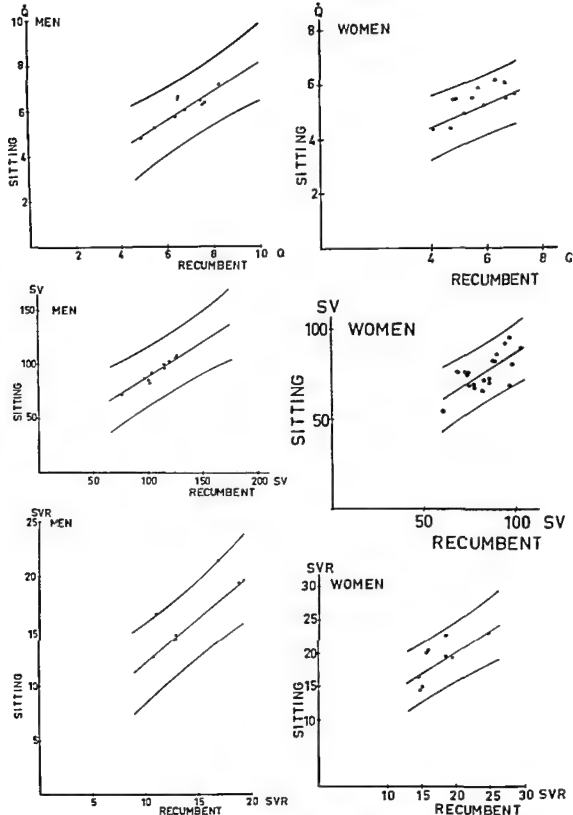 Q̇ MEN
10
8
6
4
2
SITTING
2 4 6 8 10 Q
RECUMBENT
Q̇ WOMEN
8
6
4
2
SITTING
4 6 8 Q
RECUMBENT
SV MEN
150
100
50
SITTING
50 100 150 200 SV
RECUMBENT
SV WOMEN
100
50
SITTING
50 100 SV
RECUMBENT
SVR MEN
25
20
15
10
5
SITTING
5 10 15 20 SVR
RECUMBENT
SVR WOMEN
30
25
20
15
10
SITTING
10 15 20 25 30 SVR
RECUMBENT